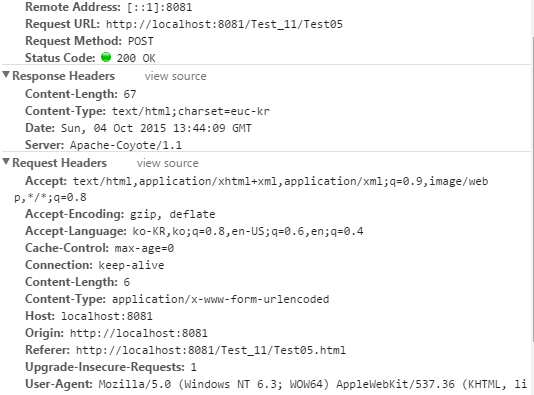 Remote Address: [::1]:8081
Request URL: http://localhost:8081/Test_11/Test05
Request Method: POST
Status Code: 200 OK
Response Headers view source
Content-Length: 67
Content-Type: text/html;charset=euc-kr
Date: Sun, 04 Oct 2015 13:44:09 GMT
Server: Apache-Coyote/1.1
Request Headers view source
Accept: text/html,application/xhtml+xml,application/xml;q=0.9,image/web
p,*/*;q=0.8
Accept-Encoding: gzip, deflate
Accept-Language: ko-KR,ko;q=0.8,en-US;q=0.6,en;q=0.4
Cache-Control: max-age=0
Connection: keep-alive
Content-Length: 6
Content-Type: application/x-www-form-urlencoded
Host: localhost:8081
Origin: http://localhost:8081
Referer: http://localhost:8081/Test_11/Test05.html
Upgrade-Insecure-Requests: 1
User-Agent: Mozilla/5.0 (Windows NT 6.3; WOW64) AppleWebKit/537.36 (KHTML, li